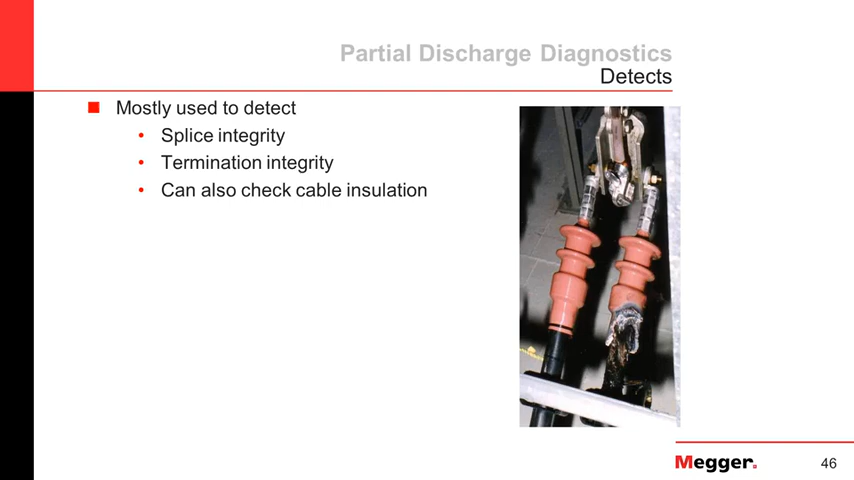 Partial Discharge Diagnostics
Detects
Mostly used to detect
• Splice integrity
• Termination integrity
• Can also check cable insulation
Megger.
46